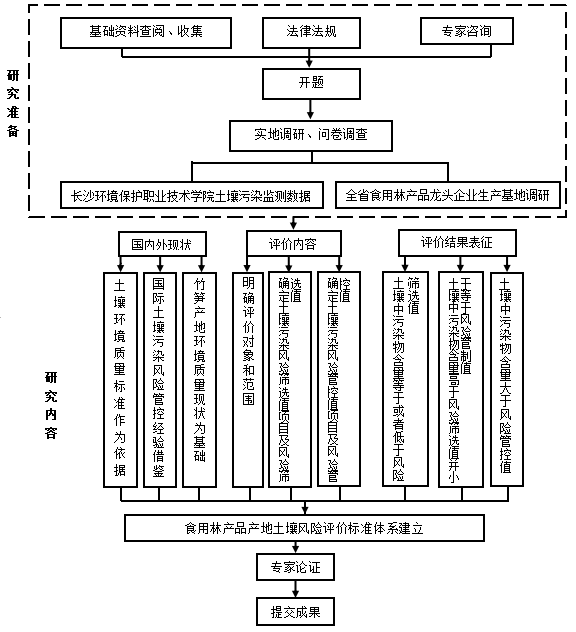 基础资料查阅、收集
法律法规
专家咨询
开题
实地调研、问卷调查
长沙环境保护职业技术学院土壤污染监测数据
全省食用林产品龙头企业生产基地调研
研究准备
国内外现状
评价内容
评价结果表征
土壤环境质量标准作为依据
国际土壤污染风险管控经验借鉴
竹笋产地环境质量现状为基础
明确评价对象和范围
确定土壤污染风险筛选值项目及风险筛
选值
确定土壤污染风险管控值项目及风险管
控值
土壤中污染物含量等于或者低于风险
筛选值
土壤中污染物含量高于风险筛选值并小
于等于风险管制值
土壤中污染物含量大于风险管控值
研究内容
食用林产品产地土壤风险评价标准体系建立
专家论证
提交成果